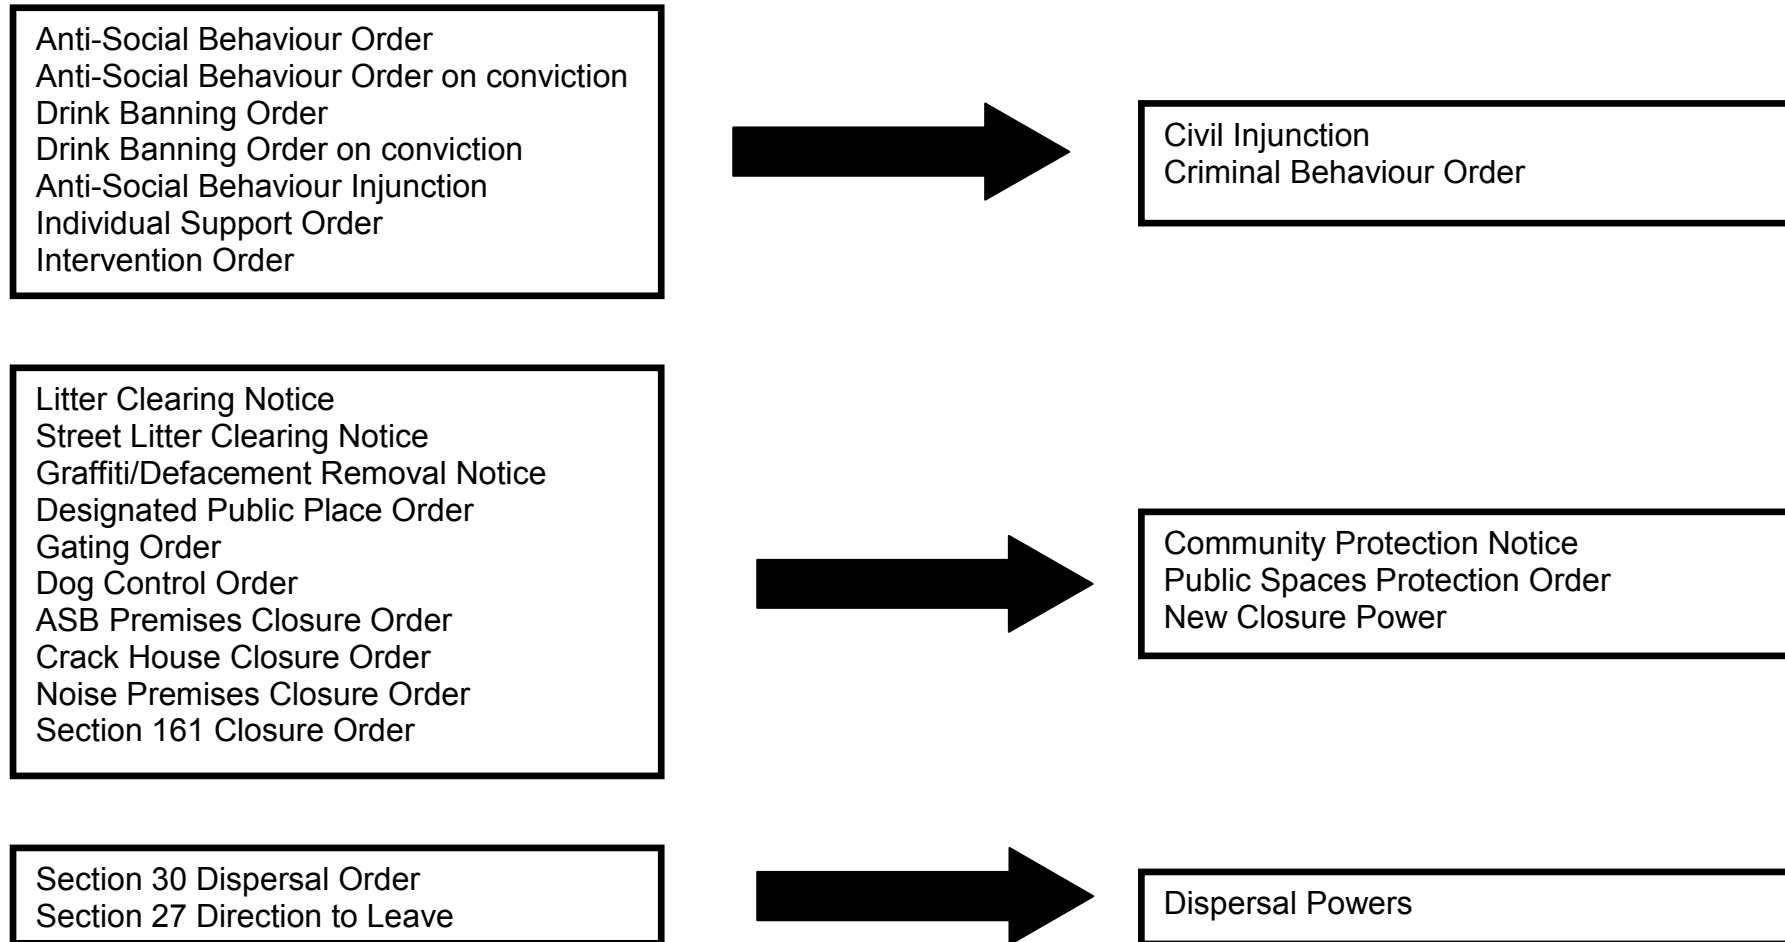 Anti-Social Behaviour Order
Anti-Social Behaviour Order on conviction
Drink Banning Order
Drink Banning Order on conviction
Anti-Social Behaviour Injunction
Individual Support Order
Intervention Order
Civil Injunction
Criminal Behaviour Order
Litter Clearing Notice
Street Litter Clearing Notice
Graffiti/Defacement Removal Notice
Designated Public Place Order
Gating Order
Dog Control Order
ASB Premises Closure Order
Crack House Closure Order
Noise Premises Closure Order
Section 161 Closure Order
Community Protection Notice
Public Spaces Protection Order
New Closure Power
Section 30 Dispersal Order
Section 27 Direction to Leave
Dispersal Powers